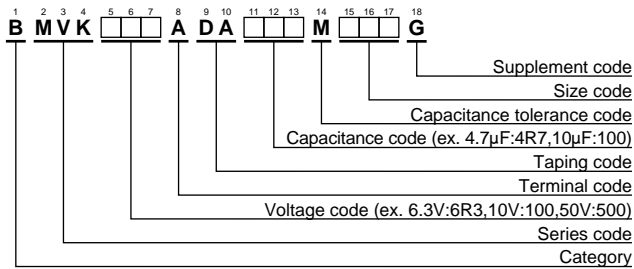 1 2 3 4 5 6 7 8 9 10 11 12 13 14 15 16 17 18
B MVK A DA M G
Supplement code
Size code
Capacitance tolerance code
Capacitance code (ex. 4.7μF:4R7,10μF:100)
Taping code
Terminal code
Voltage code (ex. 6.3V:6R3,10V:100,50V:500)
Series code
Category